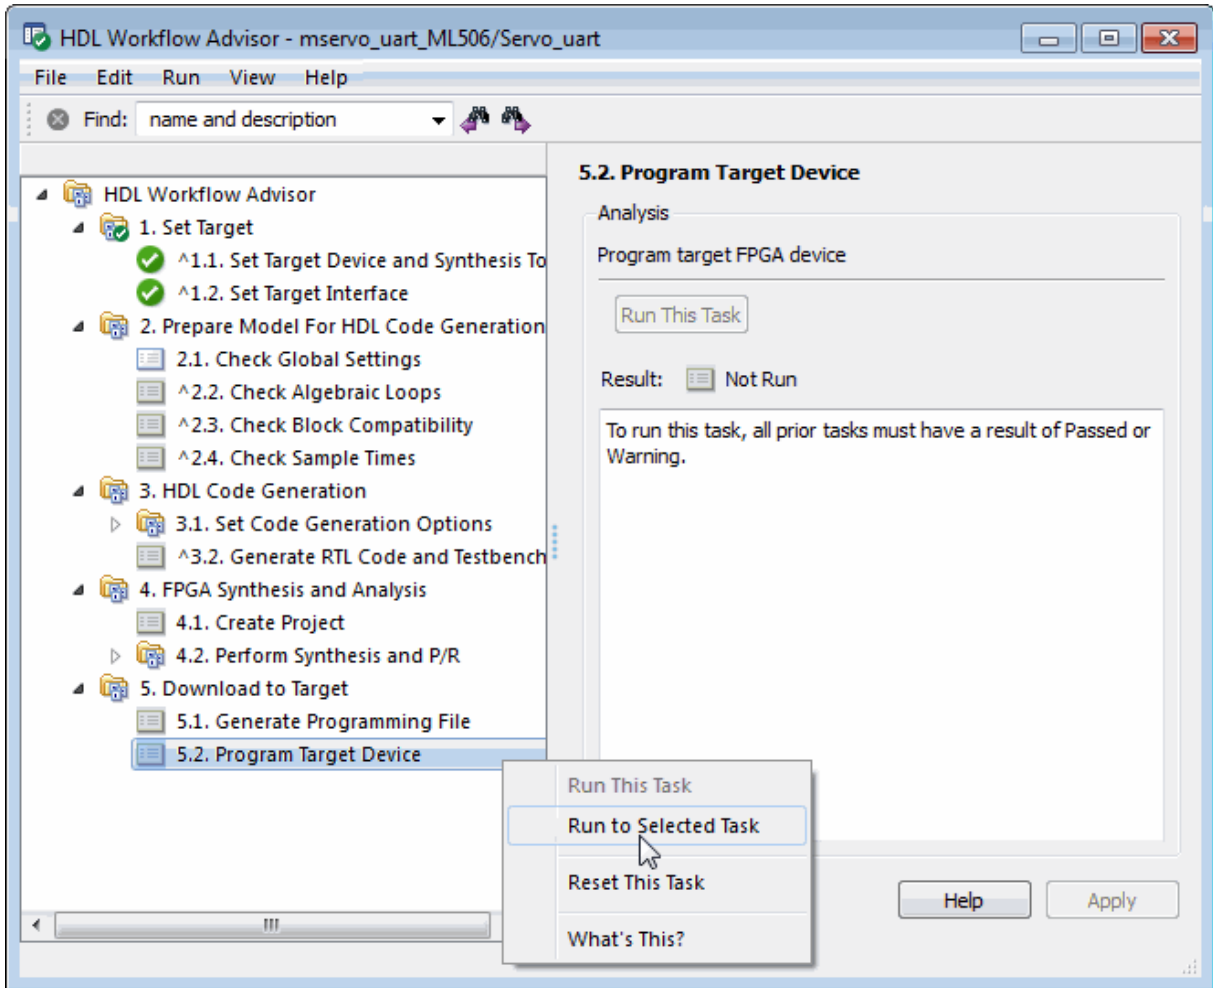 HDL Workflow Advisor - mservo_uart_ML506/Servo_uart
File Edit Run View Help
Find: name and description
HDL Workflow Advisor
1. Set Target
^1.1. Set Target Device and Synthesis To
^1.2. Set Target Interface
2. Prepare Model For HDL Code Generation
2.1. Check Global Settings
^2.2. Check Algebraic Loops
^2.3. Check Block Compatibility
^2.4. Check Sample Times
3. HDL Code Generation
3.1. Set Code Generation Options
^3.2. Generate RTL Code and Testbench
4. FPGA Synthesis and Analysis
4.1. Create Project
4.2. Perform Synthesis and P/R
5. Download to Target
5.1. Generate Programming File
5.2. Program Target Device
5.2. Program Target Device
Analysis
Program target FPGA device
Run This Task
Result: Not Run
To run this task, all prior tasks must have a result of Passed or
Warning.
Run This Task
Run to Selected Task
Reset This Task
What's This?
Help Apply